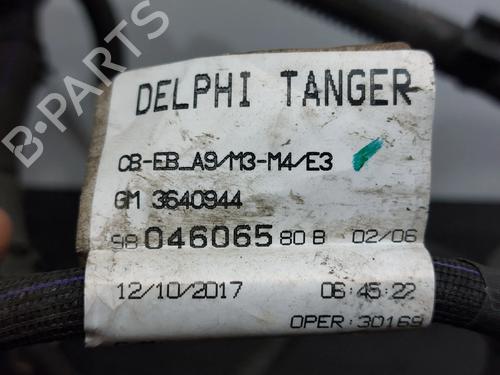 B-PARTS
DELPHI TANGER
CB-EB_A9/M3-M4/E3
GM 3640944
98 046065 80 B 02/06
12/10/2017 06:45:22
OPER:30169